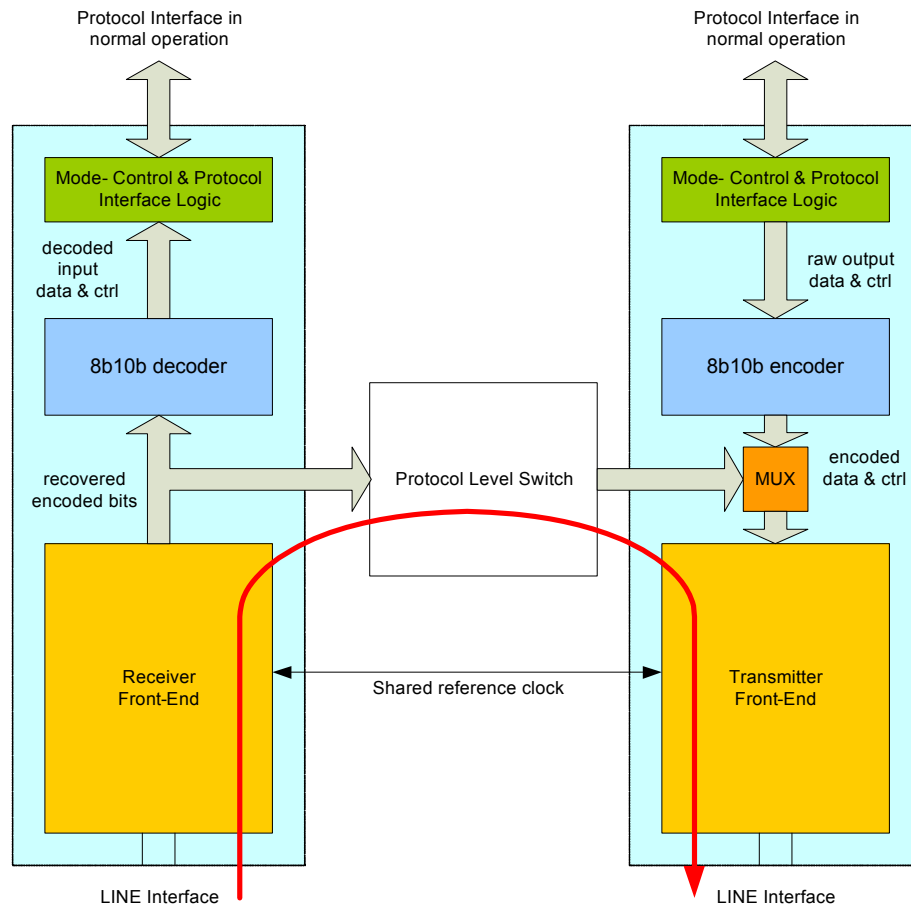 Protocol Interface in
normal operation
Protocol Interface in
normal operation
Mode- Control & Protocol
Interface Logic
Mode- Control & Protocol
Interface Logic
decoded
input
data & ctrl
raw output
data & ctrl
8b10b decoder
8b10b encoder
recovered
encoded bits
Protocol Level Switch
MUX
encoded
data & ctrl
Receiver
Front-End
Shared reference clock
Transmitter
Front-End
LINE Interface
LINE Interface